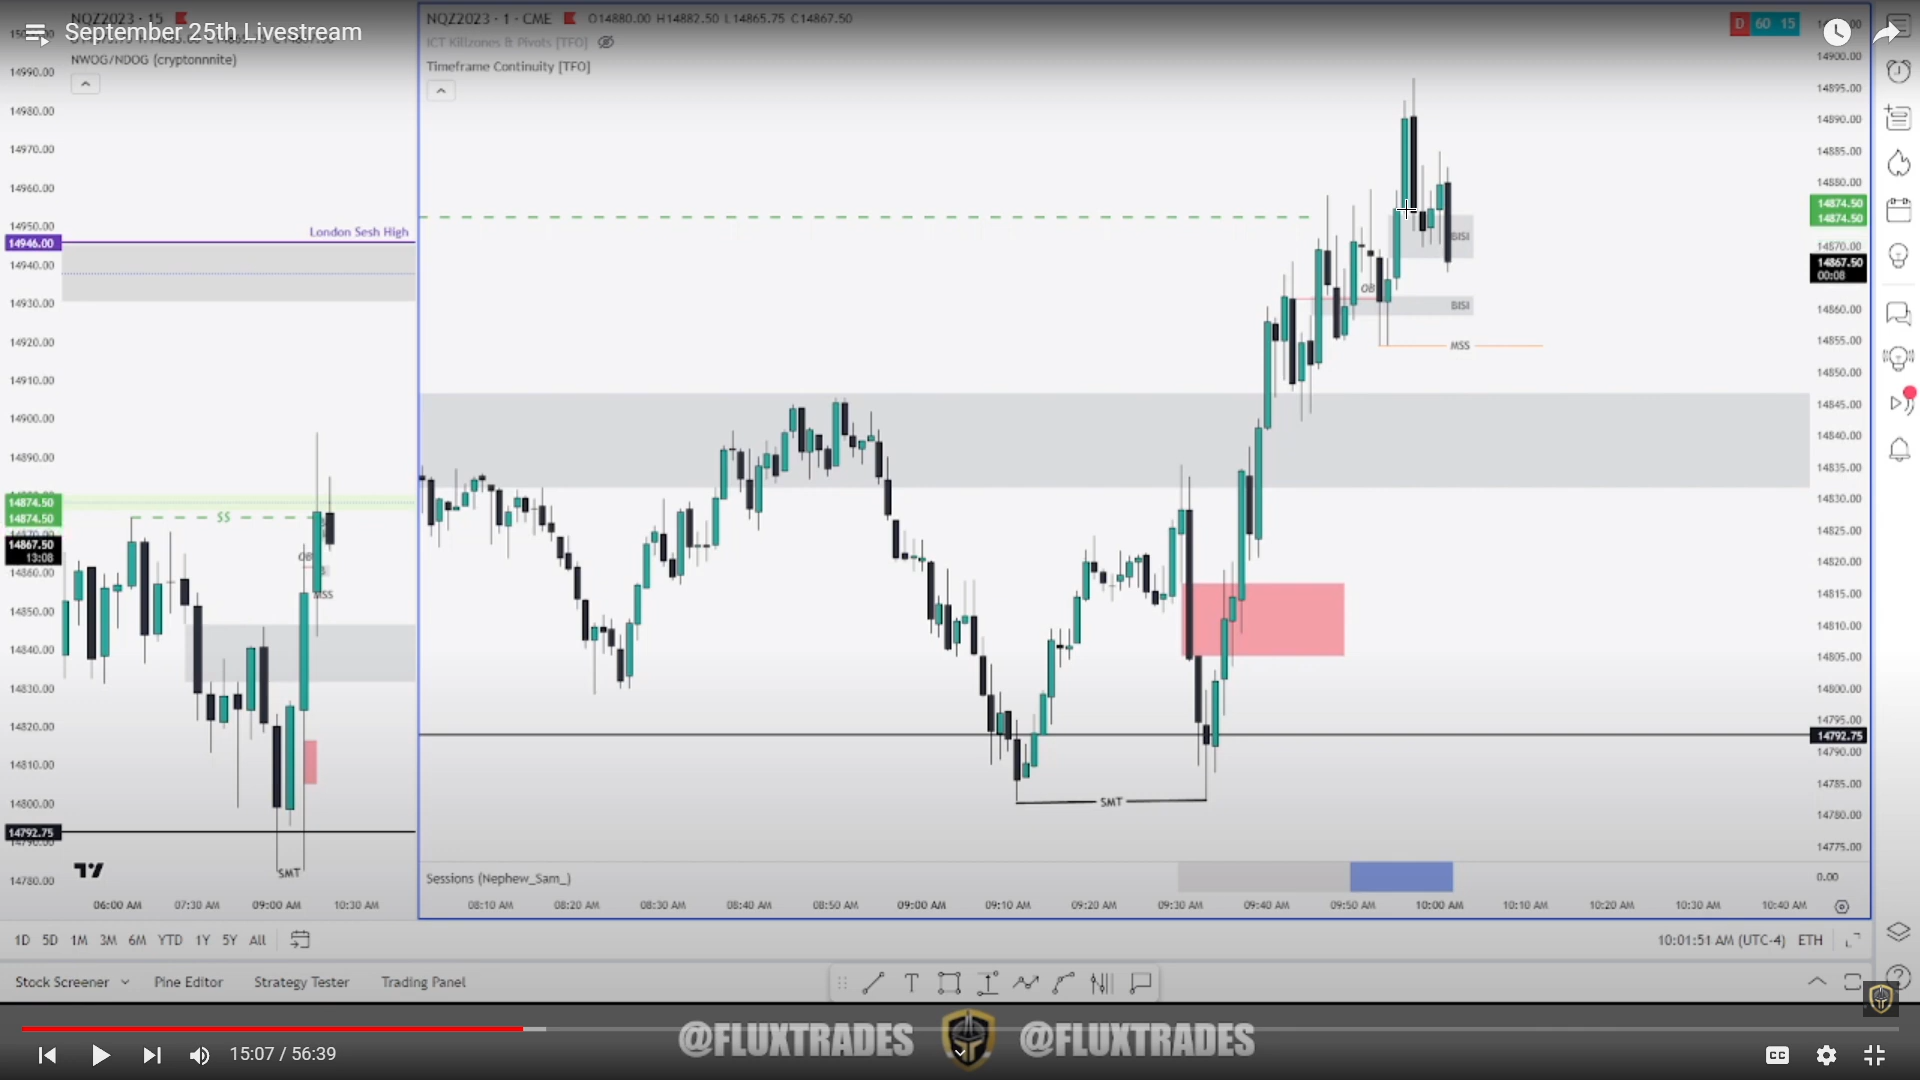 September 25th Livestream
NQZ2023 · 15
NWOG/NDOG (cryptonnnite)
NQZ2023 · 1 · CME O14880.00 H14882.50 L14865.75 C14867.50
ICT Killzones & Pivots [TFO]
Timeframe Continuity [TFO]
D 60 15
14990.00
14980.00
14970.00
14960.00
14950.00
14946.00
14940.00
14930.00
14920.00
14910.00
14900.00
14890.00
14874.50
14874.50
14867.50
13:08
14860.00
14850.00
14840.00
14830.00
14820.00
14810.00
14800.00
14792.75
14780.00
London Sesh High
$$
OB
MSS
SMT
06:00 AM 07:30 AM 09:00 AM 10:30 AM
BISI
OB
BISI
MSS
SMT
14900.00
14895.00
14890.00
14885.00
14880.00
14874.50
14874.50
14870.00
14867.50
00:08
14860.00
14855.00
14850.00
14845.00
14840.00
14835.00
14830.00
14825.00
14820.00
14815.00
14810.00
14805.00
14800.00
14795.00
14792.75
14790.00
14785.00
14780.00
14775.00
0.00
Sessions (Nephew_Sam_)
08:10 AM 08:20 AM 08:30 AM 08:40 AM 08:50 AM 09:00 AM 09:10 AM 09:20 AM 09:30 AM 09:40 AM 09:50 AM 10:00 AM 10:10 AM 10:20 AM 10:30 AM 10:40 AM
1D 5D 1M 3M 6M YTD 1Y 5Y All
10:01:51 AM (UTC-4) ETH
Stock Screener Pine Editor Strategy Tester Trading Panel
@FLUXTRADES @FLUXTRADES
15:07 / 56:39
CC